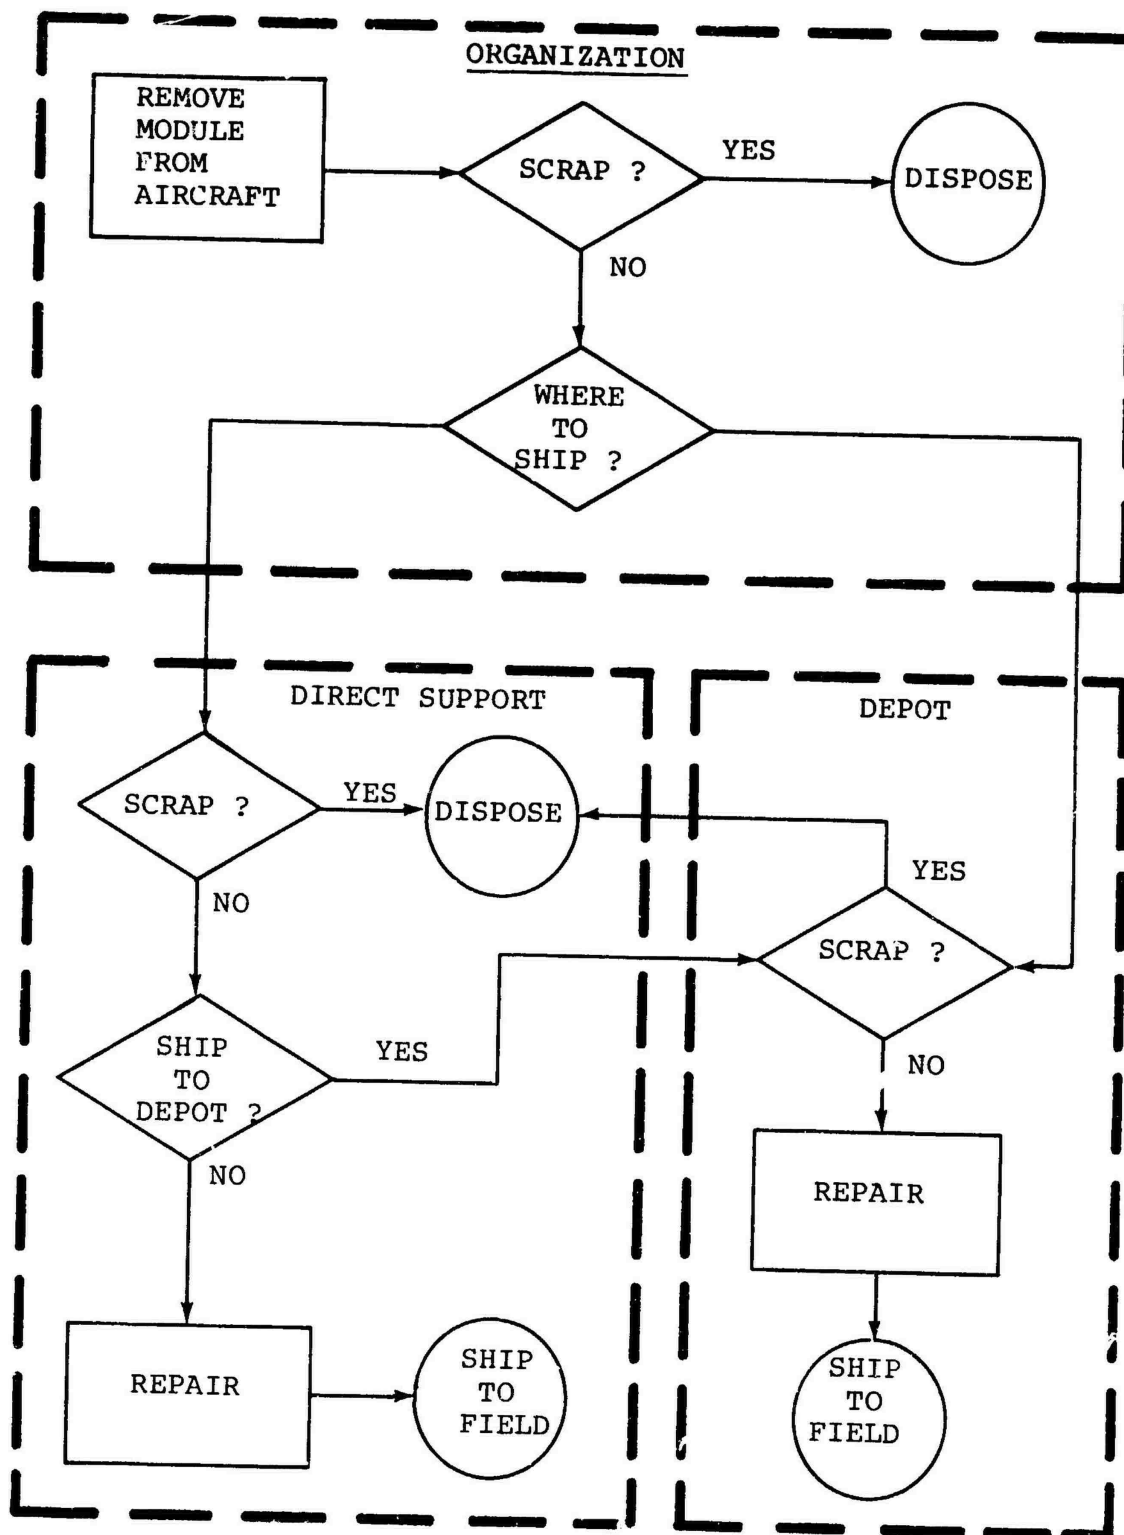 ORGANIZATION
REMOVE
MODULE
FROM
AIRCRAFT
SCRAP ?
YES
DISPOSE
NO
WHERE
TO
SHIP ?
DIRECT SUPPORT
SCRAP ?
YES
DISPOSE
NO
SHIP
TO
DEPOT ?
YES
NO
REPAIR
SHIP
TO
FIELD
DEPOT
YES
SCRAP ?
NO
REPAIR
SHIP
TO
FIELD